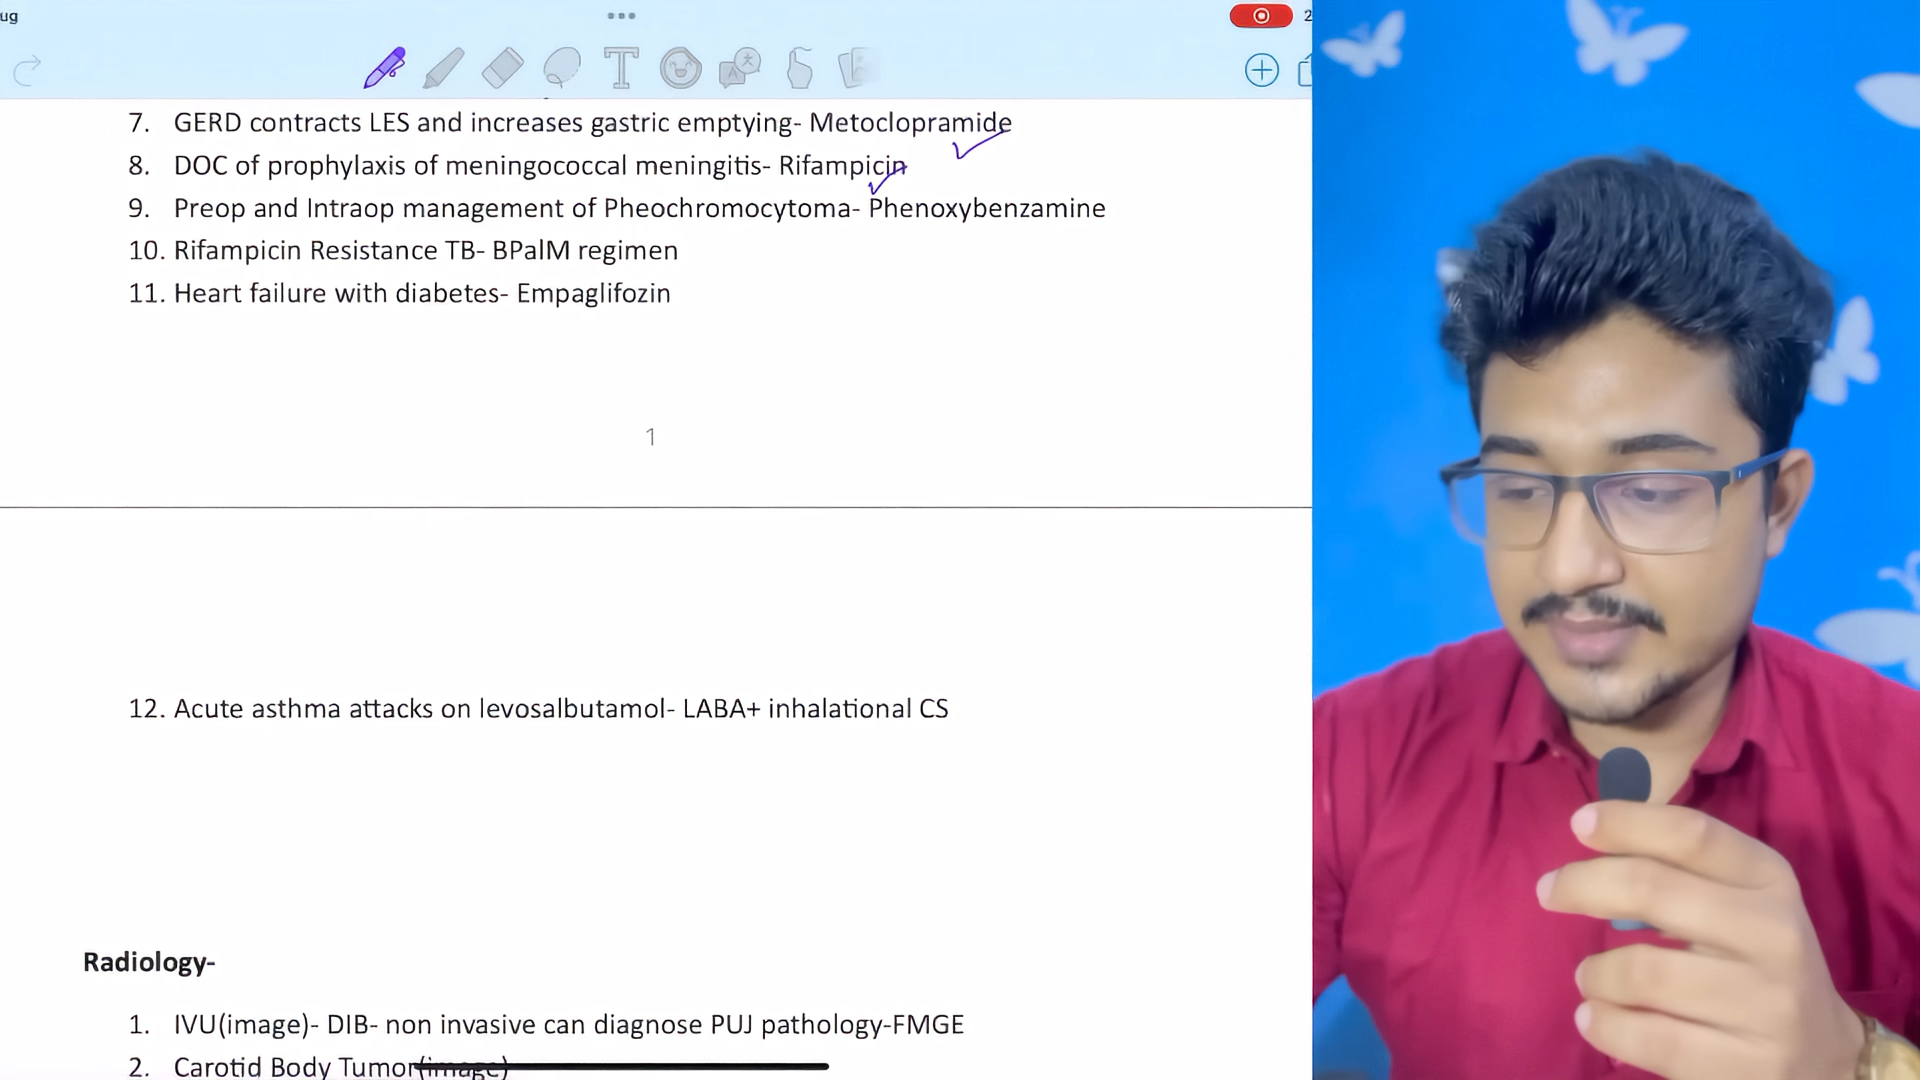 ug
2
7. GERD contracts LES and increases gastric emptying- Metoclopramide
8. DOC of prophylaxis of meningococcal meningitis- Rifampicin
9. Preop and Intraop management of Pheochromocytoma- Phenoxybenzamine
10. Rifampicin Resistance TB- BPalM regimen
11. Heart failure with diabetes- Empaglifozin
1
12. Acute asthma attacks on levosalbutamol- LABA+ inhalational CS
Radiology-
1. IVU(image)- DIB- non invasive can diagnose PUJ pathology-FMGE
2. Carotid Body Tumor(image)